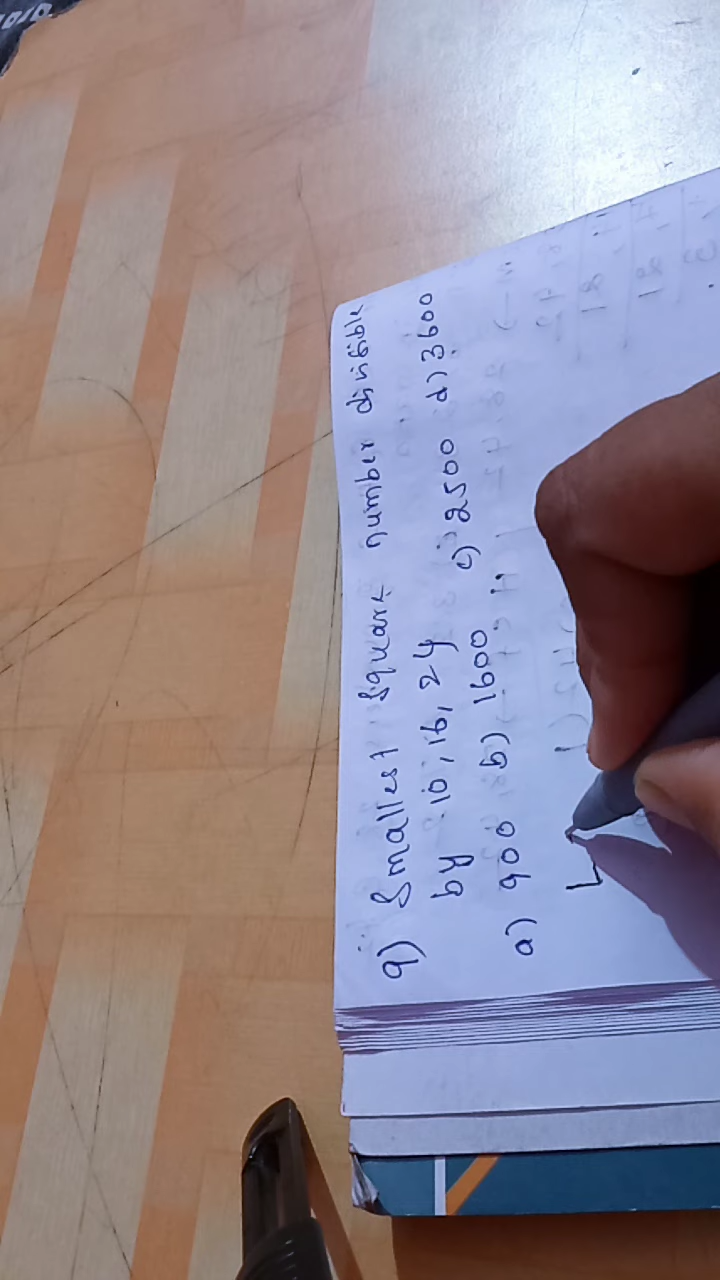 9) Smallest square number divisible
by 10, 16, 24
a) 900 b) 1600 c) 2500 d) 3600
L